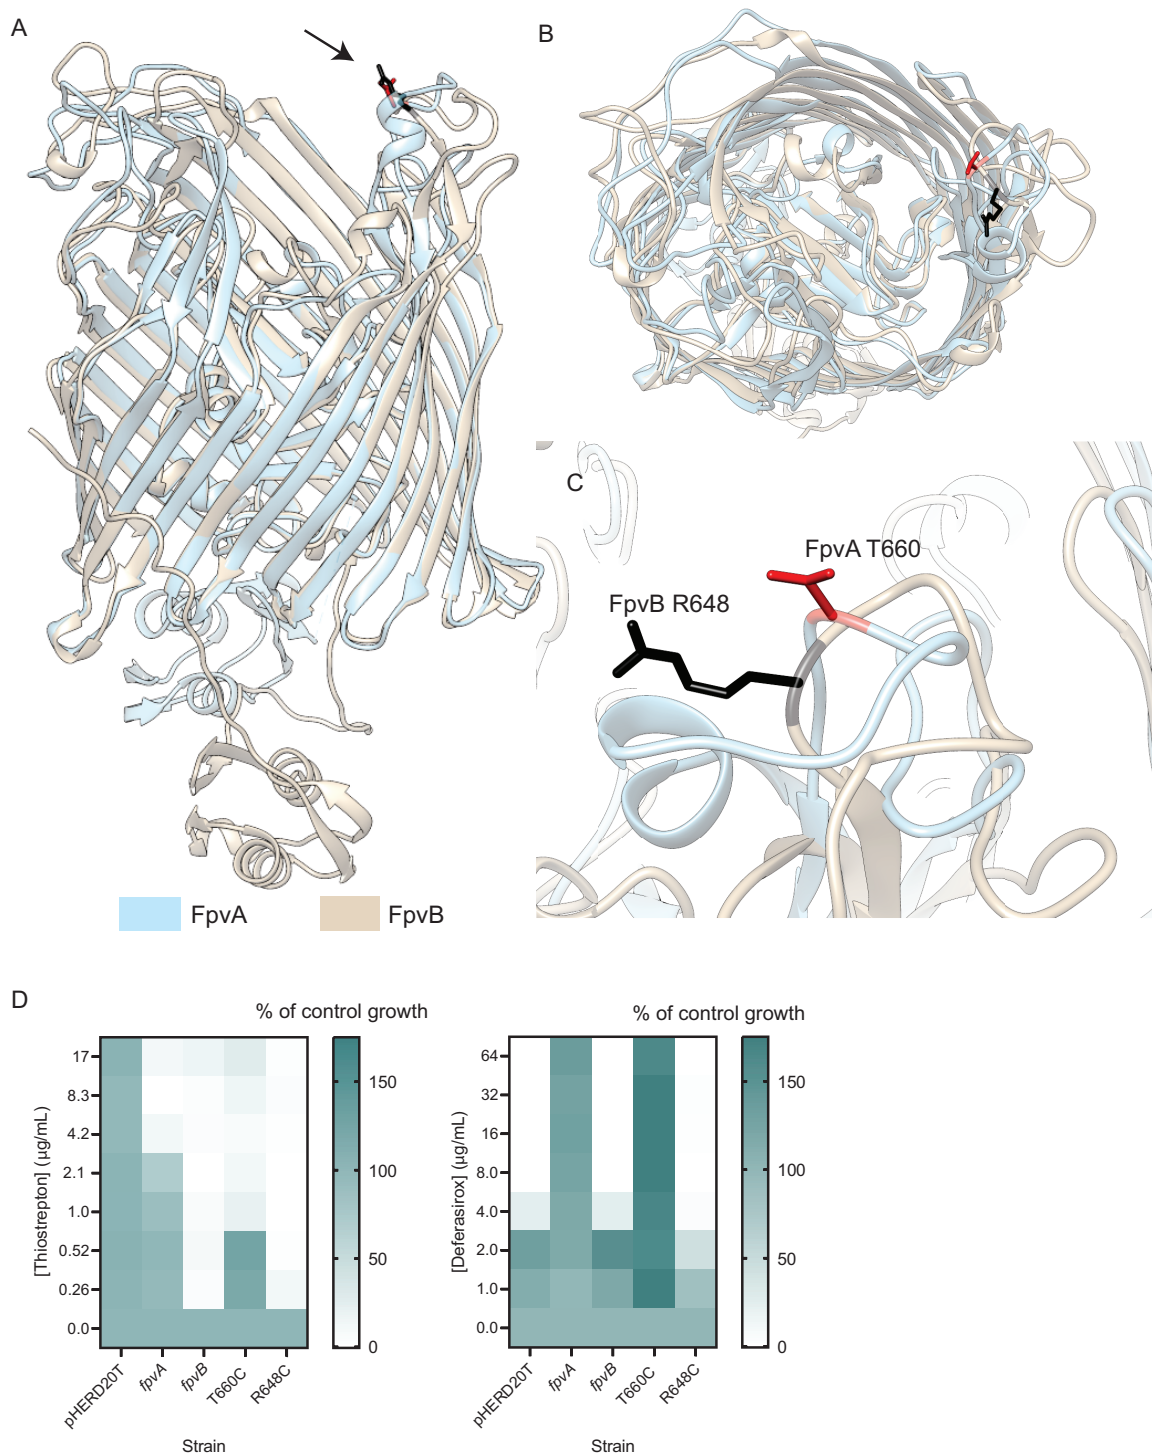 A
B
C
FpvA T660
FpvB R648
FpvA
FpvB
D
% of control growth
[Thiostrepton] (µg/mL)
17
8.3
4.2
2.1
1.0
0.52
0.26
0.0
150
100
50
0
pHERD20T
fpvA
fpvB
T660C
R648C
Strain
% of control growth
[Deferasirox] (µg/mL)
64
32
16
8.0
4.0
2.0
1.0
0.0
150
100
50
0
pHERD20T
fpvA
fpvB
T660C
R648C
Strain